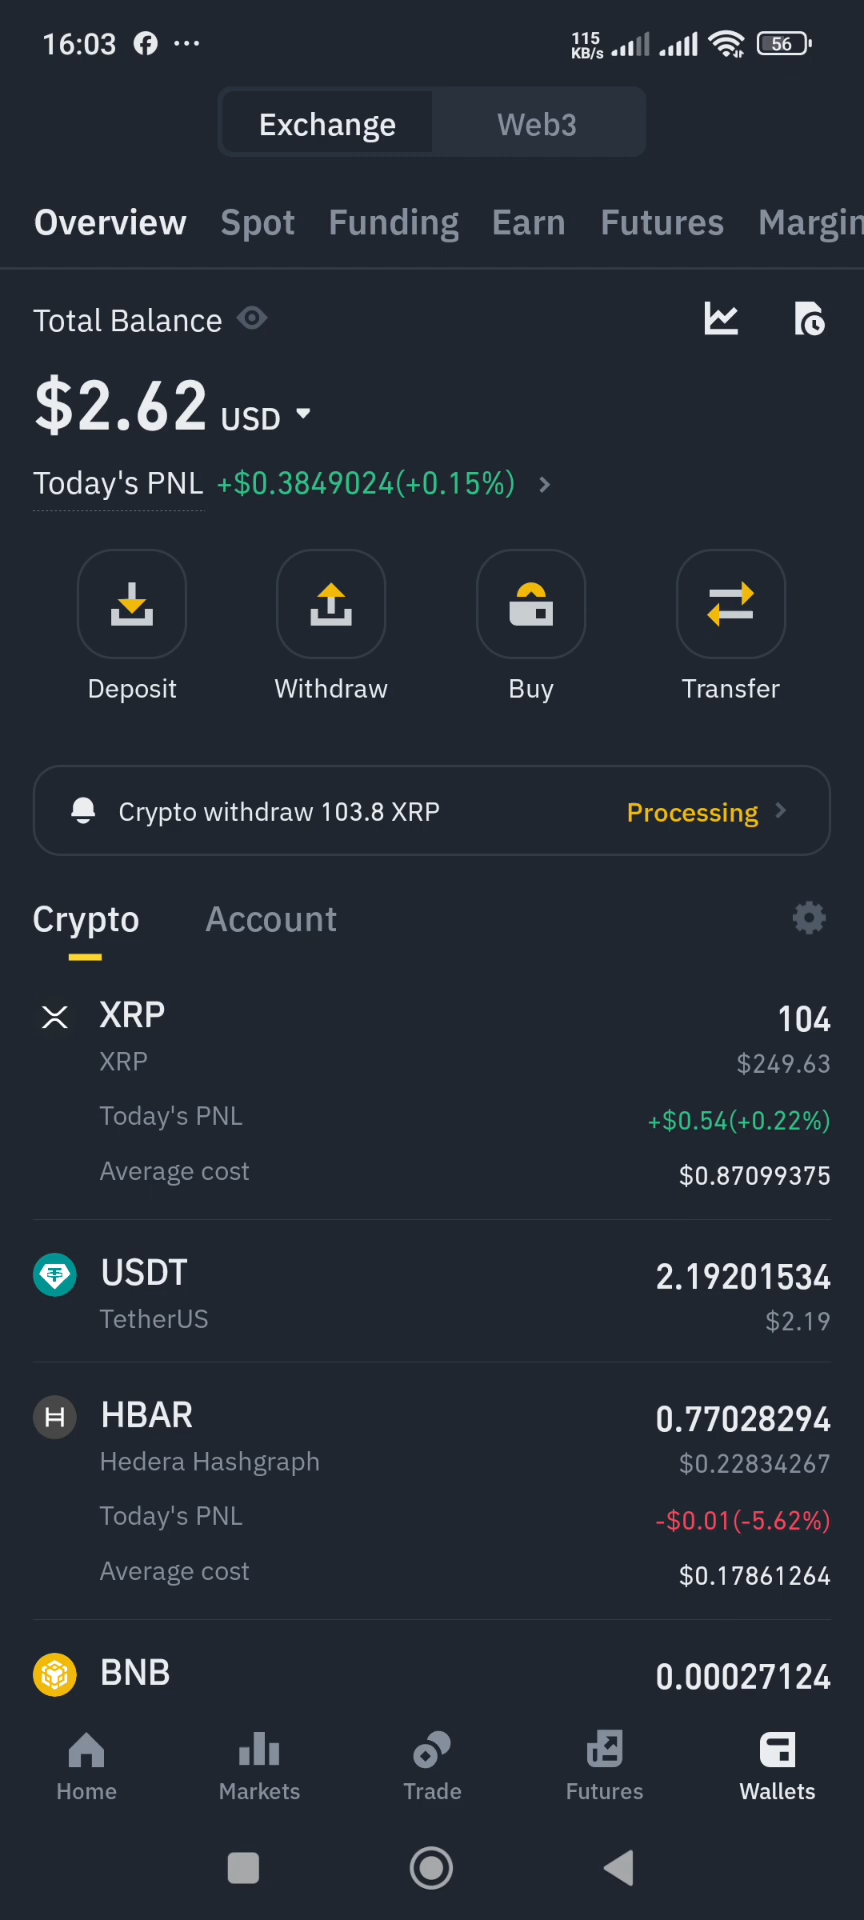 16:03
115
KB/s
56
Exchange Web3
Overview Spot Funding Earn Futures Margin
Total Balance
$2.62 USD
Today's PNL +$0.3849024(+0.15%)
Deposit Withdraw Buy Transfer
Crypto withdraw 103.8 XRP Processing
Crypto Account
XRP 104
XRP $249.63
Today's PNL +$0.54(+0.22%)
Average cost $0.87099375
USDT 2.19201534
TetherUS $2.19
HBAR 0.77028294
Hedera Hashgraph $0.22834267
Today's PNL -$0.01(-5.62%)
Average cost $0.17861264
BNB 0.00027124
Home Markets Trade Futures Wallets